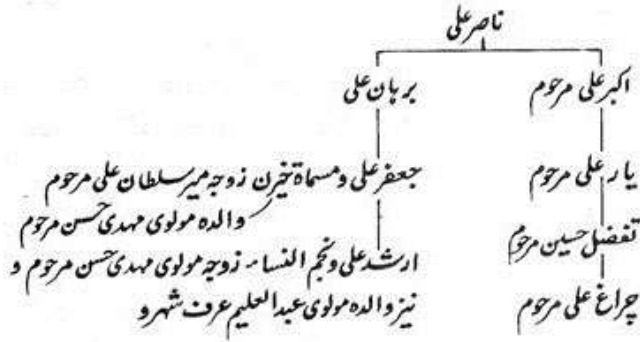 ناصر علی
اکبر علی مرحوم
برہان علی
یار علی مرحوم
جعفر علی و مسماۃ خیرن زوجہ میر سلطان علی مرحوم
والدہ مولوی مہدی حسن مرحوم
تفضل حسین مرحوم
ارشد علی و نجم النساء زوجہ مولوی مہدی حسن مرحوم و
چراغ علی مرحوم
نیز والدہ مولوی عبد العلیم عرف شہرو